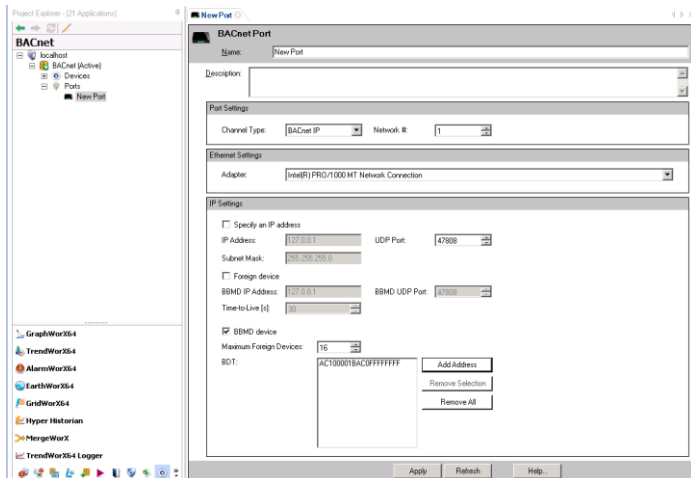 Project Explorer - (21 Applications)
BACnet
localhost
BACnet (Active)
Devices
Ports
New Port
GraphWorX64
TrendWorX64
AlarmWorX64
EarthWorX64
GridWorX64
Hyper Historian
MergeWorX
TrendWorX64 Logger
New Port
BACnet Port
Name: New Port
Description:
Port Settings
Channel Type: BACnet IP Network #: 1
Ethernet Settings
Adapter: Intel(R) PRO/1000 MT Network Connection
IP Settings
Specify an IP address
IP Address: 127.0.0.1 UDP Port: 47808
Subnet Mask: 255.255.255.0
Foreign device
BBMD IP Address: 127.0.0.1 BBMD UDP Port: 47808
Time-to-Live [s]: 30
BBMD device
Maximum Foreign Devices: 16
BDT: AC100001BAC0FFFFFFFF Add Address
Remove Selection
Remove All
Apply Refresh Help...